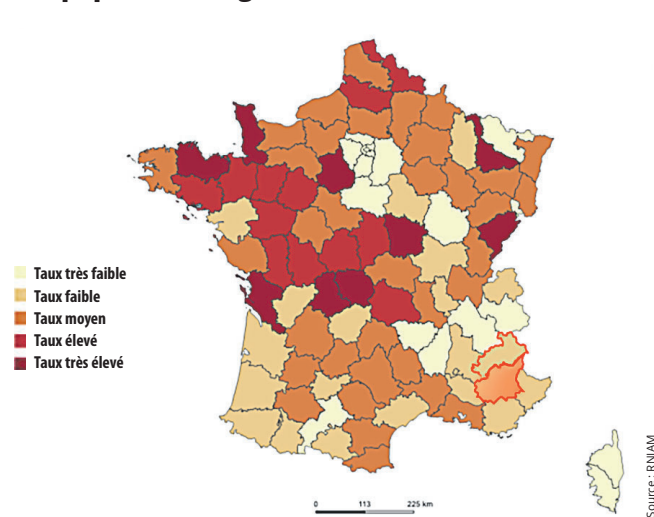 Taux très faible
Taux faible
Taux moyen
Taux élevé
Taux très élevé
0 113 225 km
Source : RNIAM